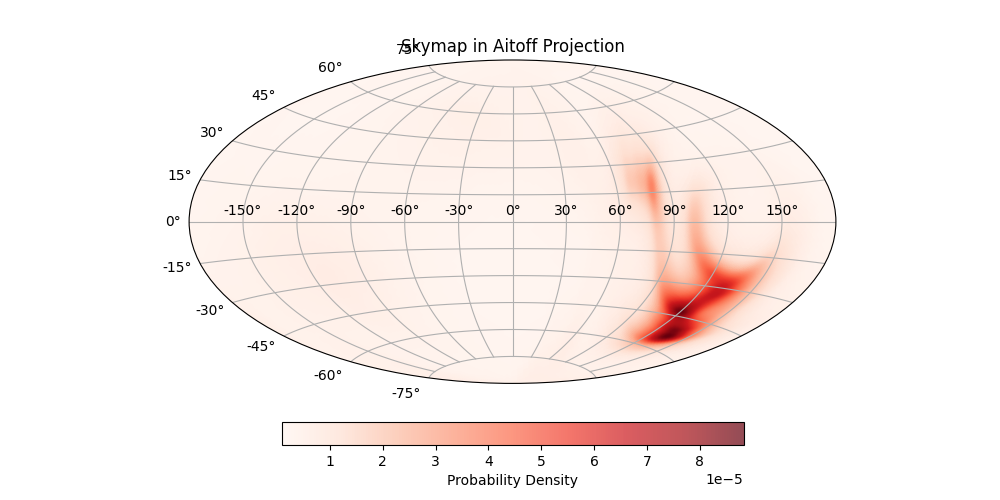 Skymap in Aitoff Projection
75°
60°
45°
30°
15°
-150° -120° -90° -60° -30° 0° 30° 60° 90° 120° 150°
0°
-15°
-30°
-45°
-60°
-75°
1 2 3 4 5 6 7 8
1e−5
Probability Density